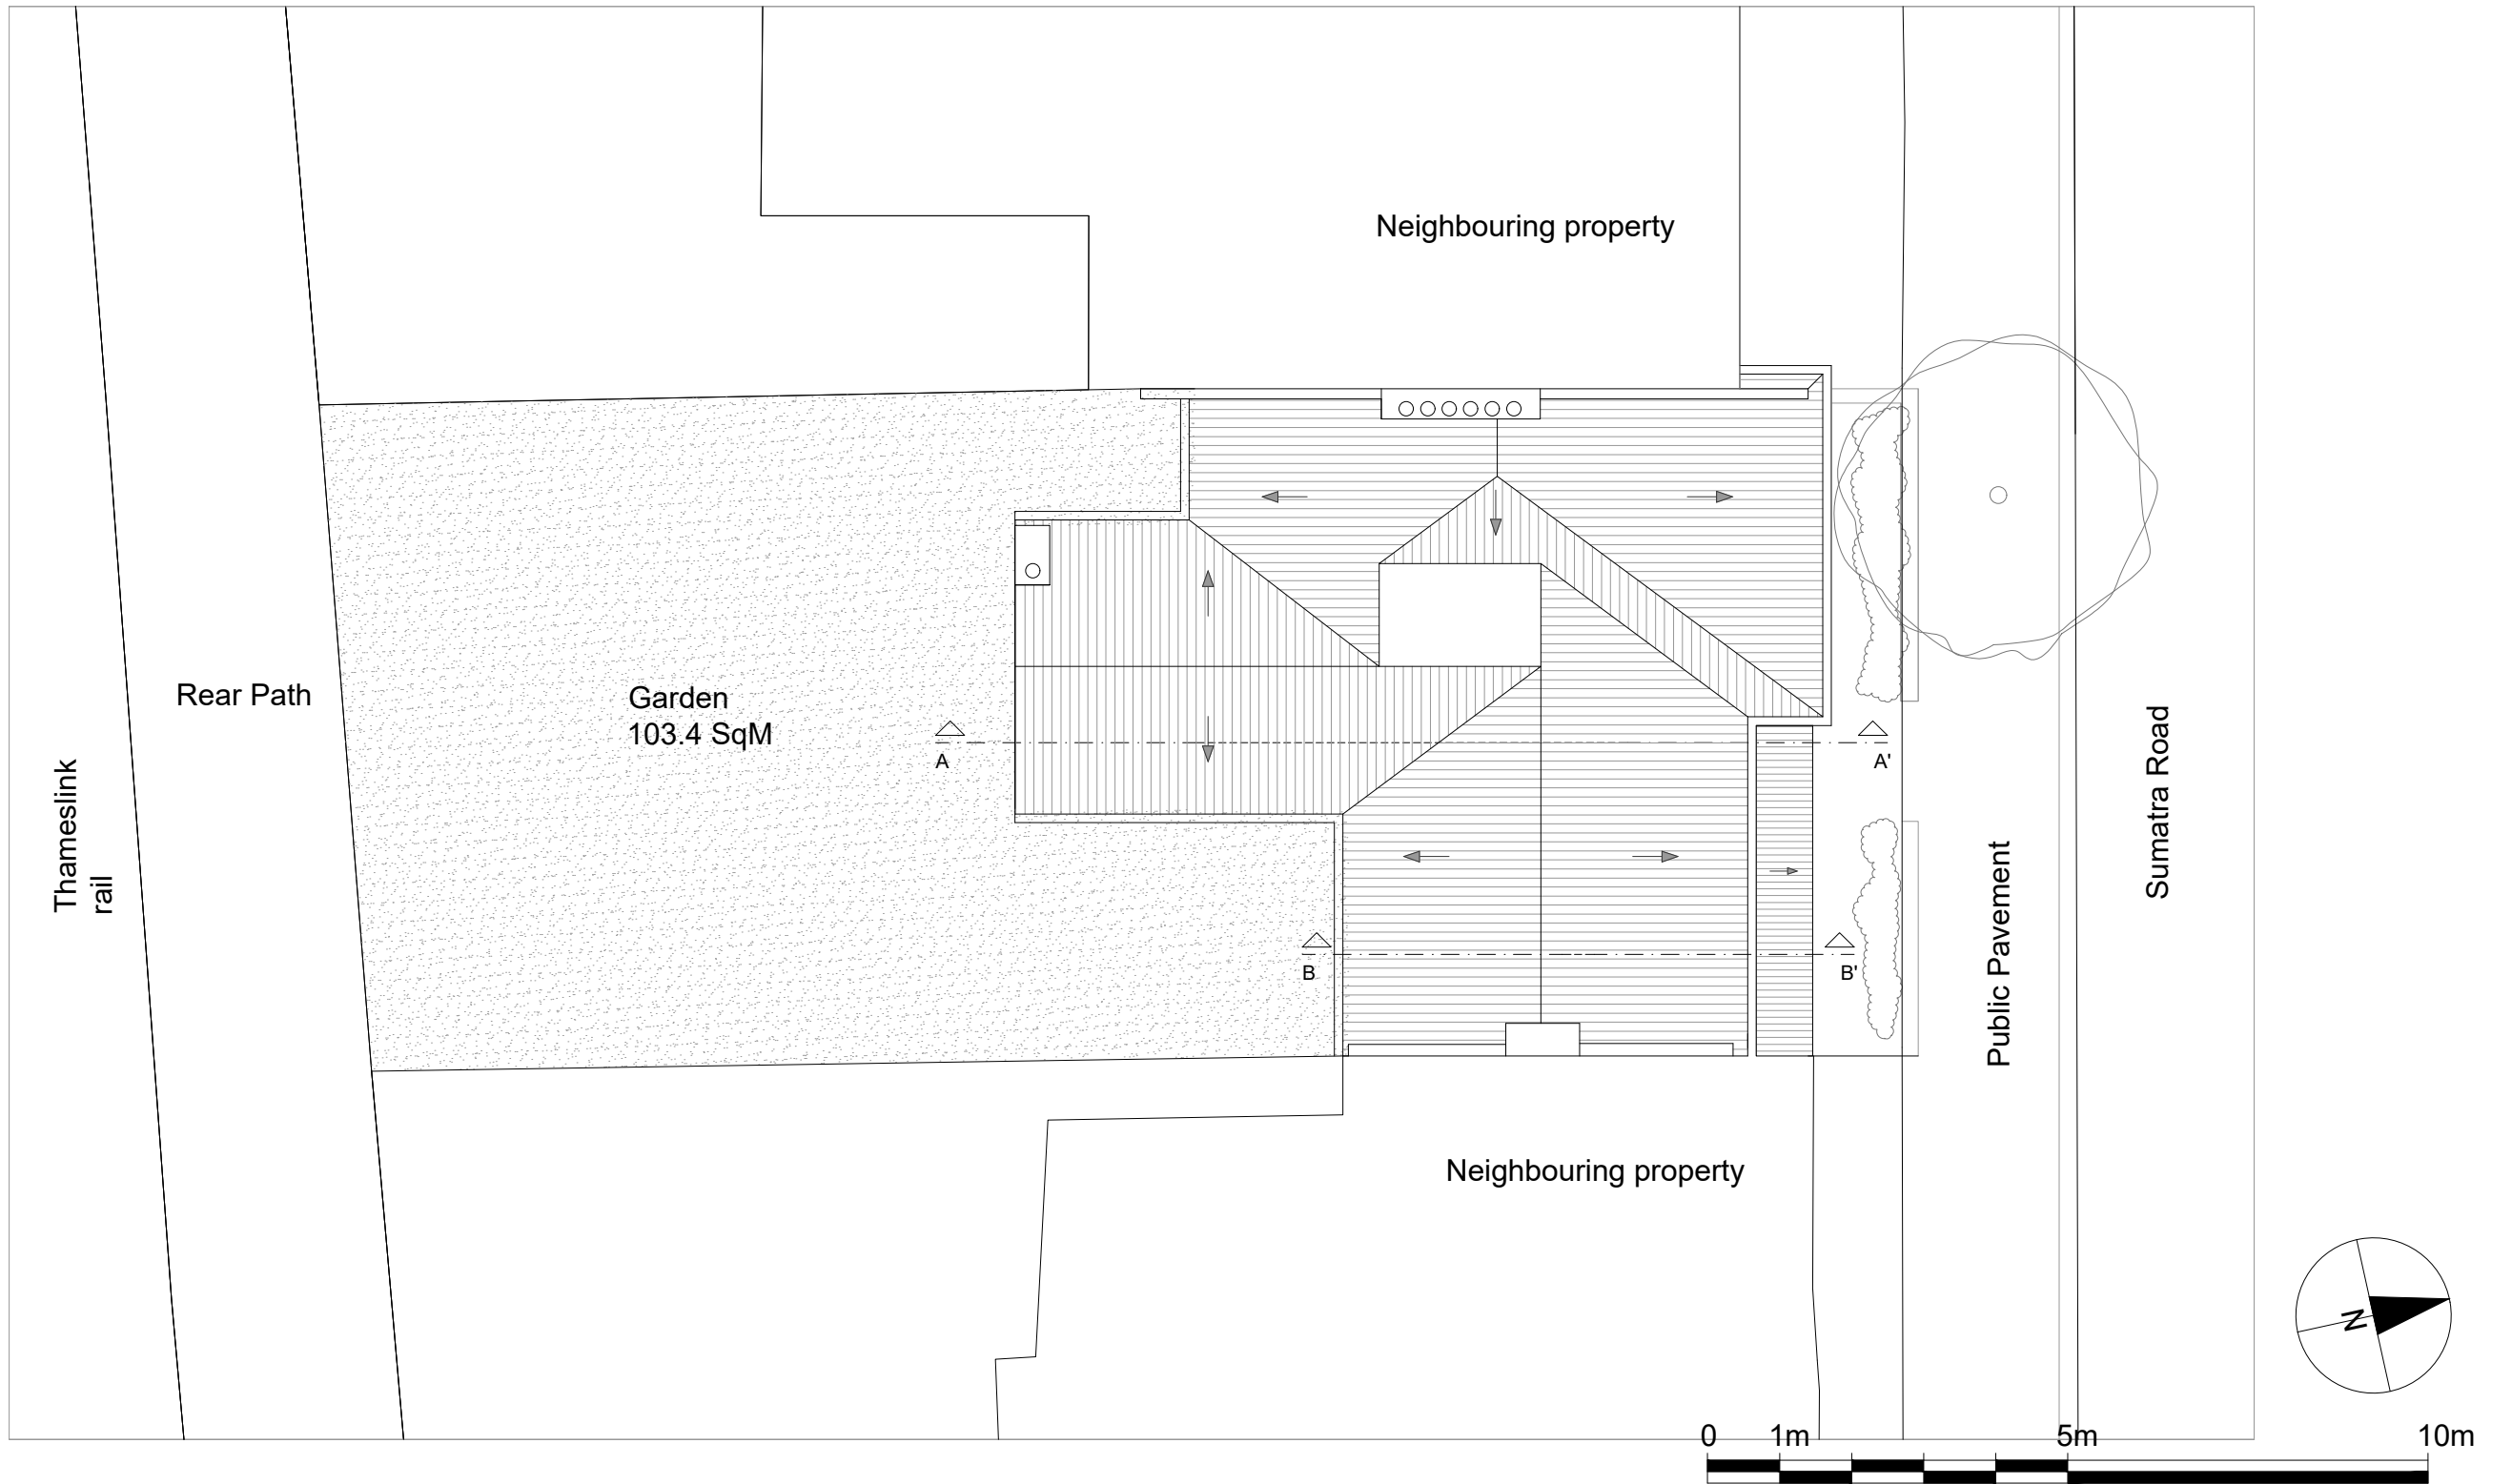 Neighbouring property
Rear Path
Garden
103.4 SqM
A
A'
Thameslink
rail
Sumatra Road
Public Pavement
B
B'
Neighbouring property
N
0 1m 5m 10m